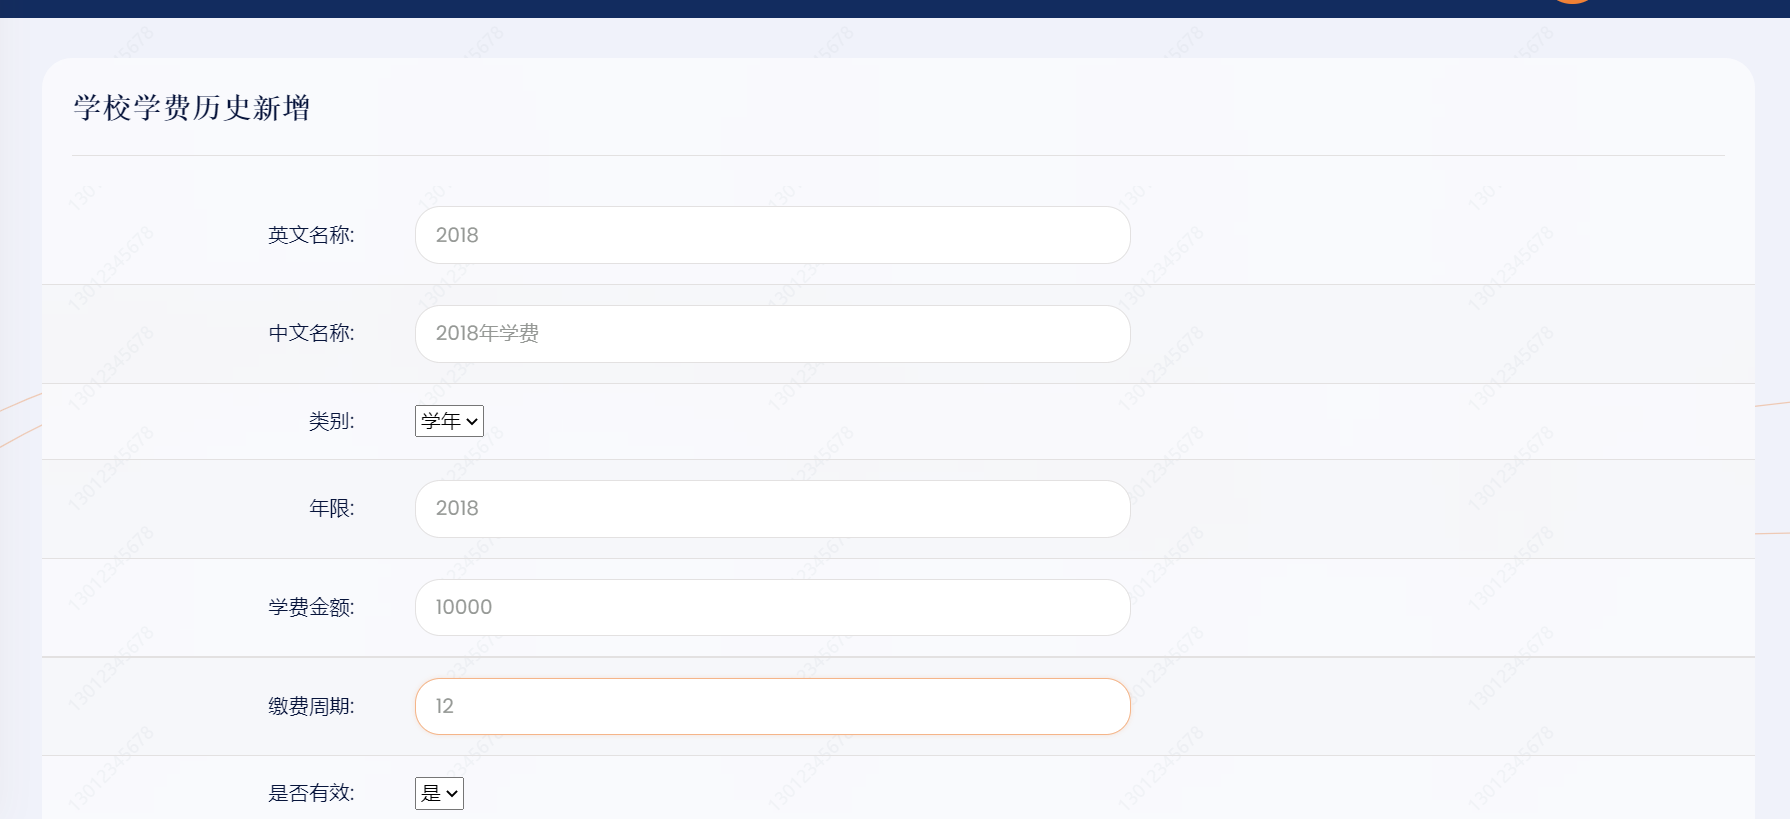 学校学费历史新增
英文名称: 2018
中文名称: 2018年学费
类别: 学年
年限: 2018
学费金额: 10000
缴费周期: 12
是否有效: 是
13012345678